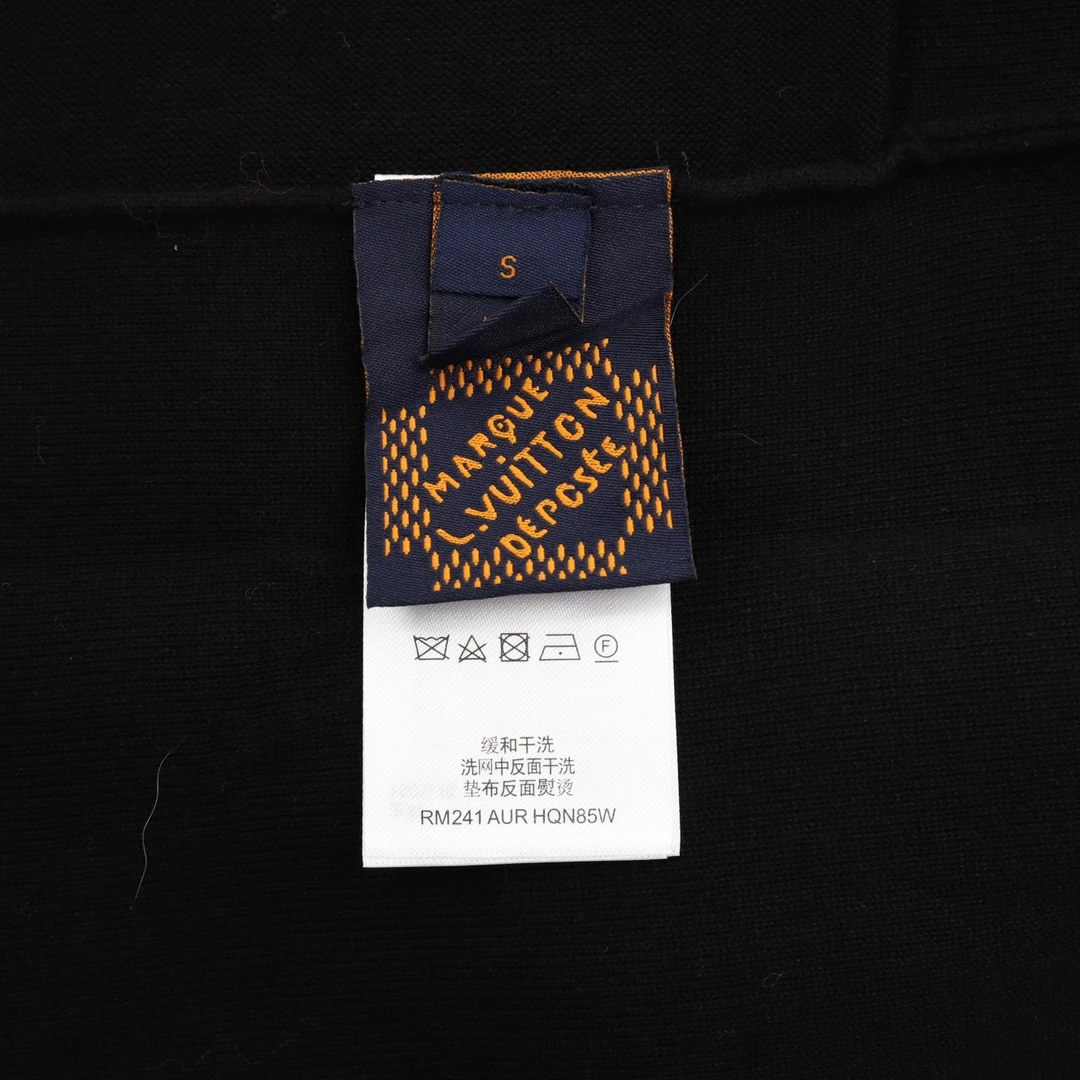 S
MARQUE
L.VUITTON
DÉPOSÉE
F
缓和干洗
洗网中反面干洗
垫布反面熨烫
RM241 AUR HQN85W